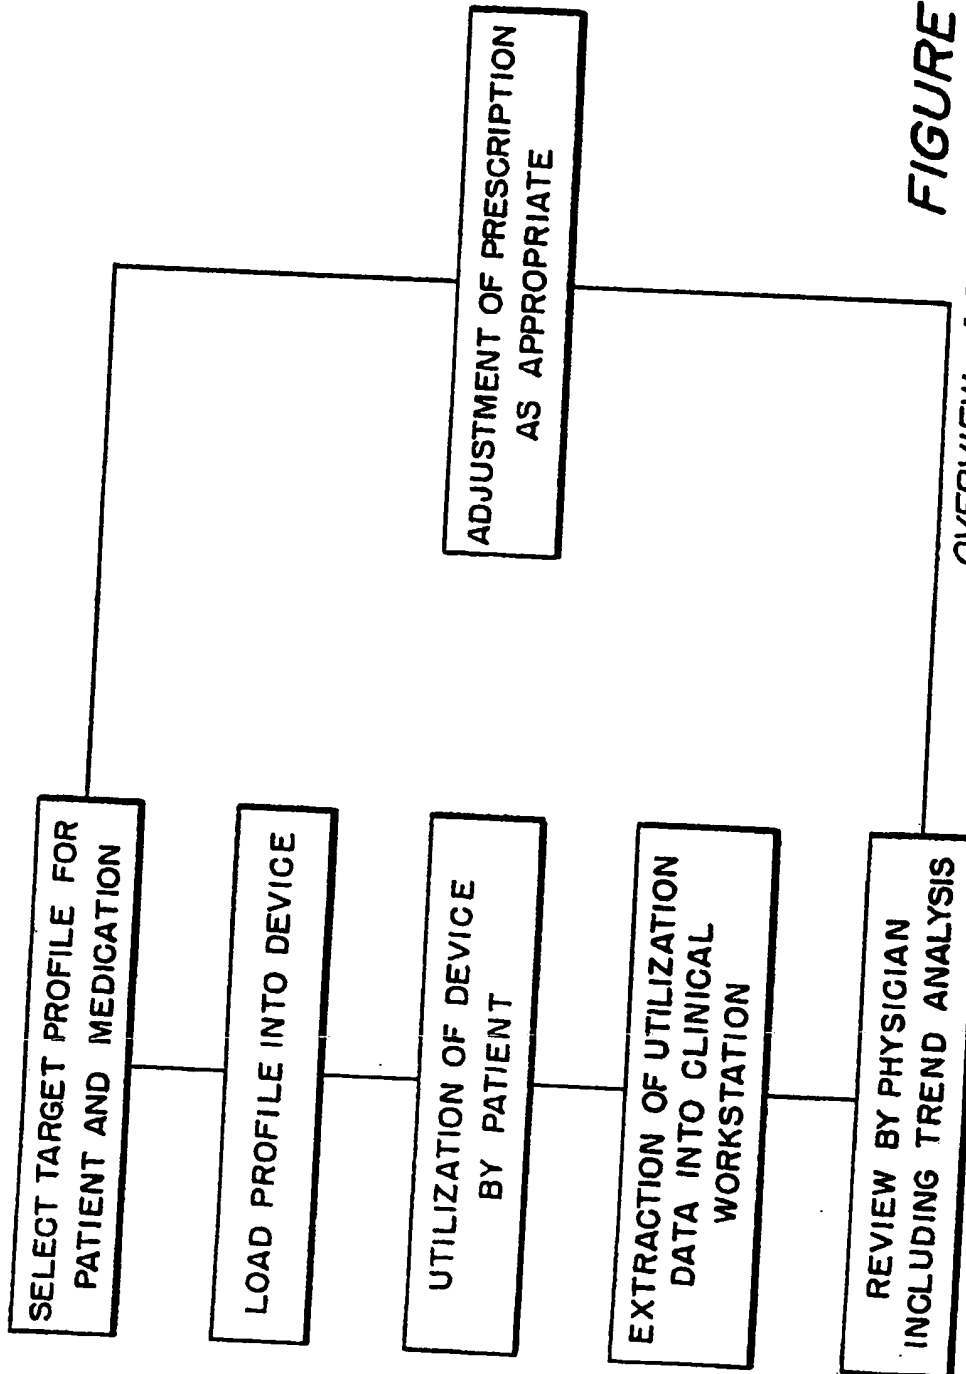 SELECT TARGET PROFILE FOR
PATIENT AND MEDICATION
LOAD PROFILE INTO DEVICE
UTILIZATION OF DEVICE
BY PATIENT
EXTRACTION OF UTILIZATION
DATA INTO CLINICAL
WORKSTATION
REVIEW BY PHYSICIAN
INCLUDING TREND ANALYSIS
ADJUSTMENT OF PRESCRIPTION
AS APPROPRIATE
FIGURE